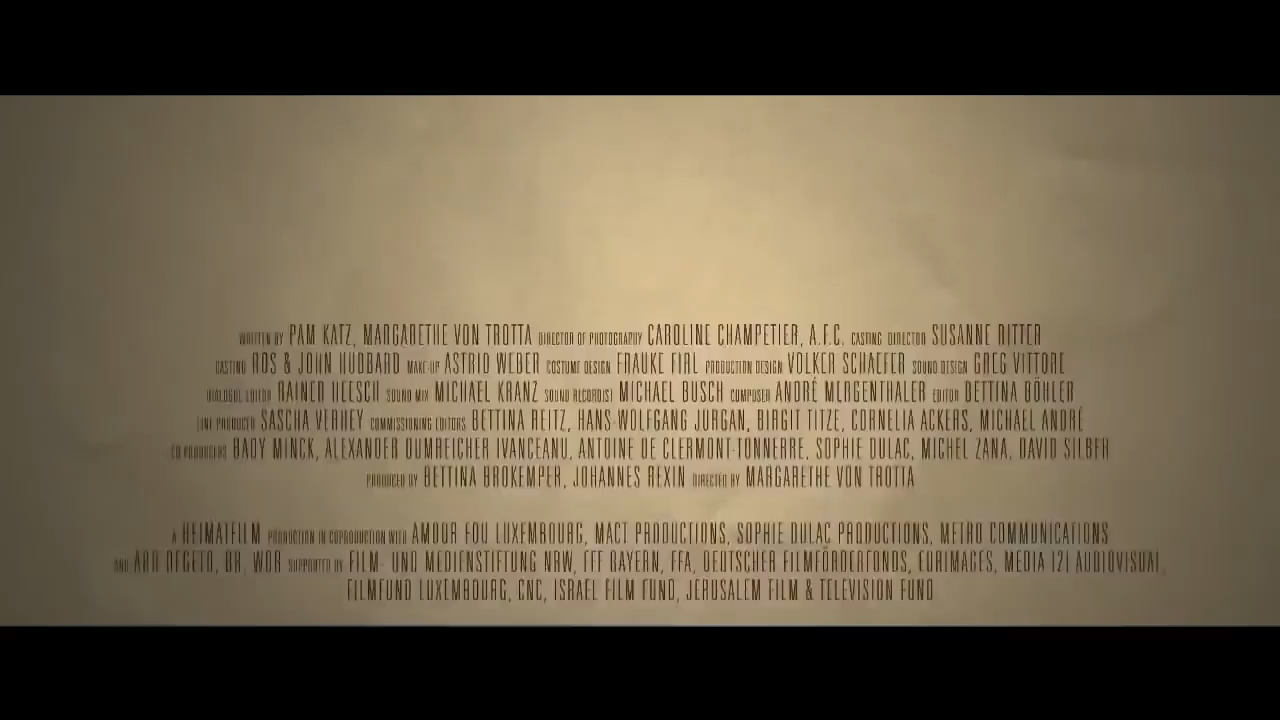 WRITTEN BY PAM KATZ, MARGARETHE VON TROTTA DIRECTOR OF PHOTOGRAPHY CAROLINE CHAMPETIER, A.F.C. CASTING DIRECTOR SUSANNE RITTER
CASTING ROS & JOHN HUBBARD MAKE-UP ASTRID WEBER COSTUME DESIGN FRAUKE FIRL PRODUCTION DESIGN VOLKER SCHAEFER SOUND DESIGN GREG VITTORE
DIALOGUE EDITOR RAINER HEESCH SOUND MIX MICHAEL KRANZ SOUND RECORDIST MICHAEL BUSCH COMPOSER ANDRÉ MERGENTHALER EDITOR BETTINA BÖHLER
LINE PRODUCER SASCHA VERHEY COMMISSIONING EDITORS BETTINA REITZ, HANS-WOLFGANG JURGAN, BIRGIT TITZE, CORNELIA ACKERS, MICHAEL ANDRÉ
CO PRODUCERS BADY MINCK, ALEXANDER DUMREICHER IVANCEANU, ANTOINE DE CLERMONT-TONNERRE, SOPHIE DULAC, MICHEL ZANA, DAVID SILBER
PRODUCED BY BETTINA BROKEMPER, JOHANNES REXIN DIRECTED BY MARGARETHE VON TROTTA
A HEIMATFILM PRODUCTION IN COPRODUCTION WITH AMOUR FOU LUXEMBOURG, MACT PRODUCTIONS, SOPHIE DULAC PRODUCTIONS, METRO COMMUNICATIONS
AND ARD DEGETO, BR, WDR SUPPORTED BY FILM- UND MEDIENSTIFTUNG NRW, FFF BAYERN, FFA, DEUTSCHER FILMFÖRDERFONDS, EURIMAGES, MEDIA I2I AUDIOVISUAL,
FILMFUND LUXEMBOURG, CNC, ISRAEL FILM FUND, JERUSALEM FILM & TELEVISION FUND